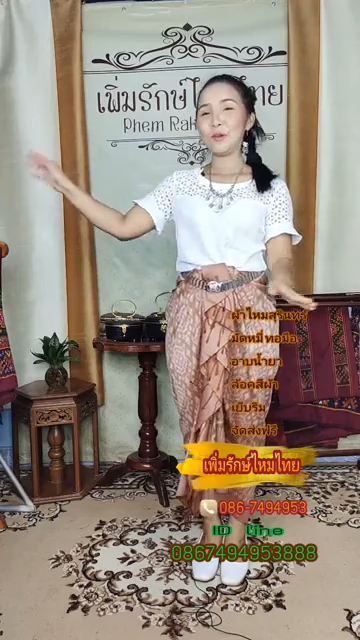 เพิ่มรักษ์ไหมไทย
Phem Rak
ผ้าไหมสุรินทร์
มัดหมี่ ทอมือ
อาบน้ำยา
ล๊อคสีผ้า
เย็บริม
จัดส่งฟรี
เพิ่มรักษ์ไหมไทย
086-7494953
ID Line
0867494953888